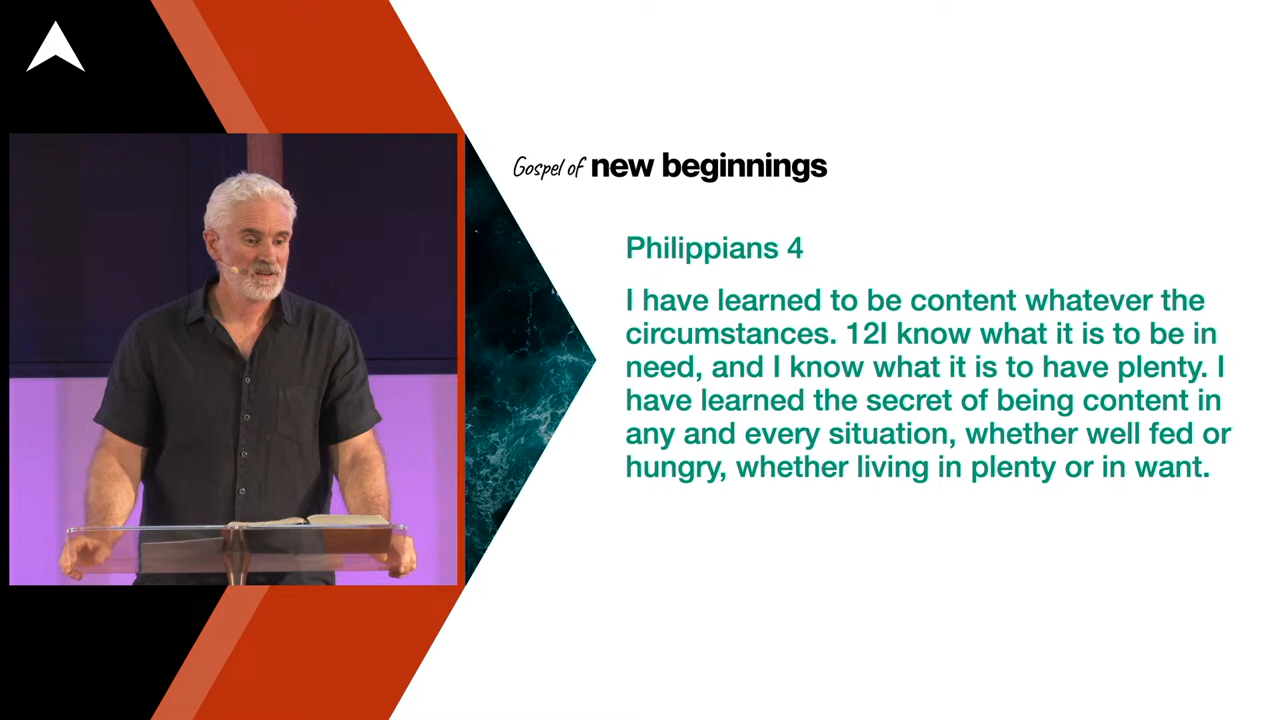 Gospel of new beginnings
Philippians 4
I have learned to be content whatever the
circumstances. 12I know what it is to be in
need, and I know what it is to have plenty. I
have learned the secret of being content in
any and every situation, whether well fed or
hungry, whether living in plenty or in want.